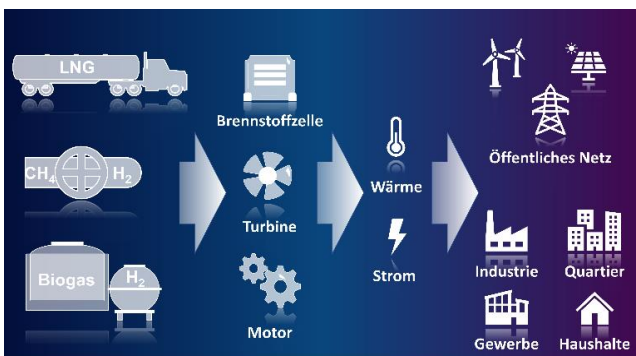 LNG
CH₄
H₂
Biogas
H₂
Brennstoffzelle
Turbine
Motor
Wärme
Strom
Öffentliches Netz
Industrie
Quartier
Gewerbe
Haushalte